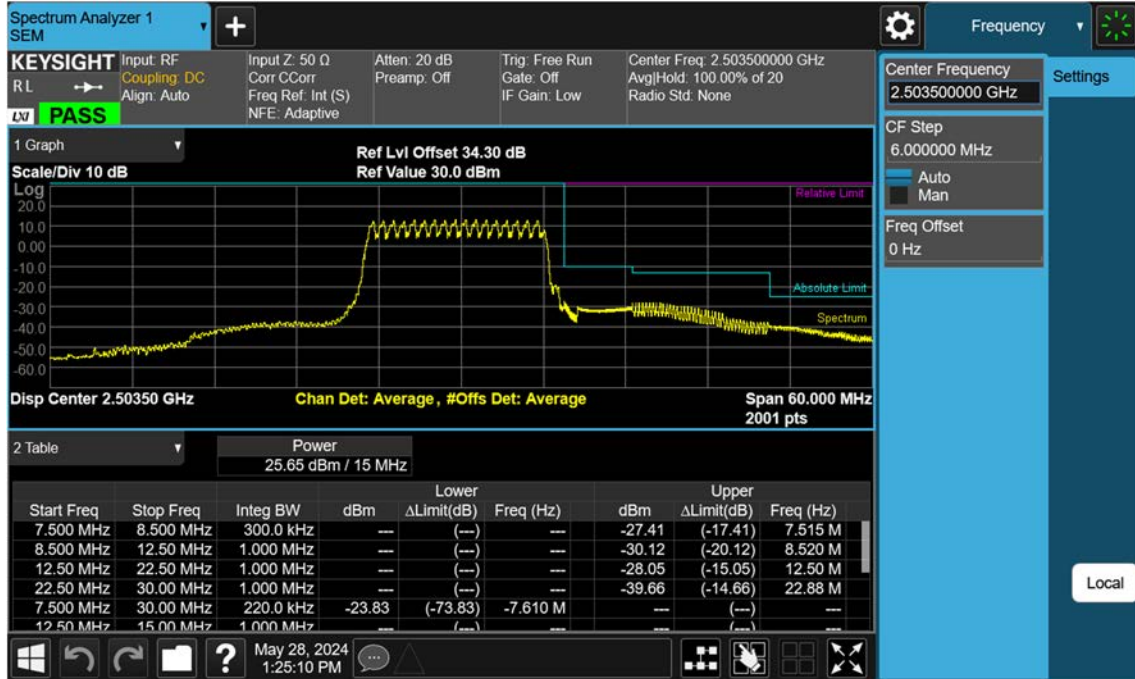 Spectrum Analyzer 1
SEM
Frequency
KEYSIGHT
R L
LXI
PASS
Input: RF
Coupling: DC
Align: Auto
Input Z: 50 Ω
Corr CCorr
Freq Ref: Int (S)
NFE: Adaptive
Atten: 20 dB
Preamp: Off
Trig: Free Run
Gate: Off
IF Gain: Low
Center Freq: 2.503500000 GHz
Avg|Hold: 100.00% of 20
Radio Std: None
Center Frequency
2.503500000 GHz
Settings
CF Step
6.000000 MHz
Auto
Man
Freq Offset
0 Hz
1 Graph
Scale/Div 10 dB
Ref Lvl Offset 34.30 dB
Ref Value 30.0 dBm
Log
20.0
10.0
0.00
-10.0
-20.0
-30.0
-40.0
-50.0
-60.0
Relative Limit
Absolute Limit
Spectrum
Disp Center 2.50350 GHz
Chan Det: Average, #Offs Det: Average
Span 60.000 MHz
2001 pts
2 Table
Power
25.65 dBm / 15 MHz
Lower Upper
Start Freq Stop Freq Integ BW dBm ΔLimit(dB) Freq (Hz) dBm ΔLimit(dB) Freq (Hz)
7.500 MHz 8.500 MHz 300.0 kHz --- (---) --- -27.41 (-17.41) 7.515 M
8.500 MHz 12.50 MHz 1.000 MHz --- (---) --- -30.12 (-20.12) 8.520 M
12.50 MHz 22.50 MHz 1.000 MHz --- (---) --- -28.05 (-15.05) 12.50 M
22.50 MHz 30.00 MHz 1.000 MHz --- (---) --- -39.66 (-14.66) 22.88 M
7.500 MHz 30.00 MHz 220.0 kHz -23.83 (-73.83) -7.610 M --- (---) ---
12.50 MHz 15.00 MHz 1.000 MHz --- (---) --- --- (---) ---
Local
?
May 28, 2024
1:25:10 PM